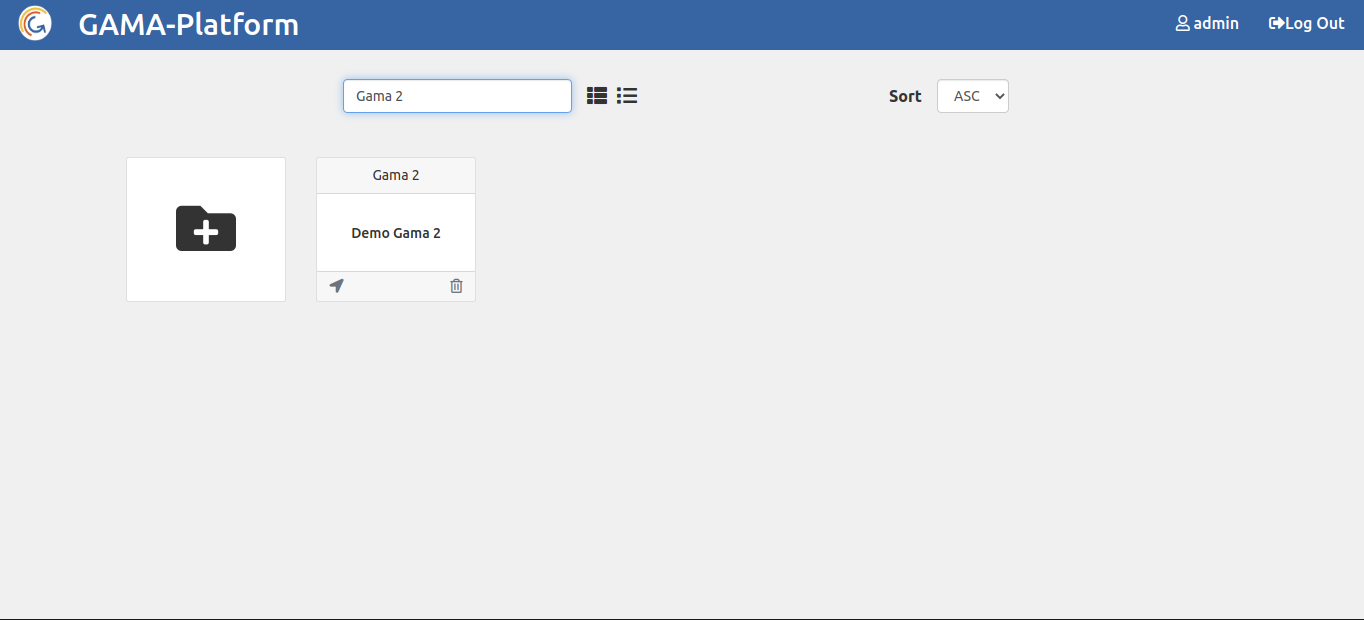 GAMA-Platform
admin
Log Out
Gama 2
Sort
ASC
Gama 2
Demo Gama 2